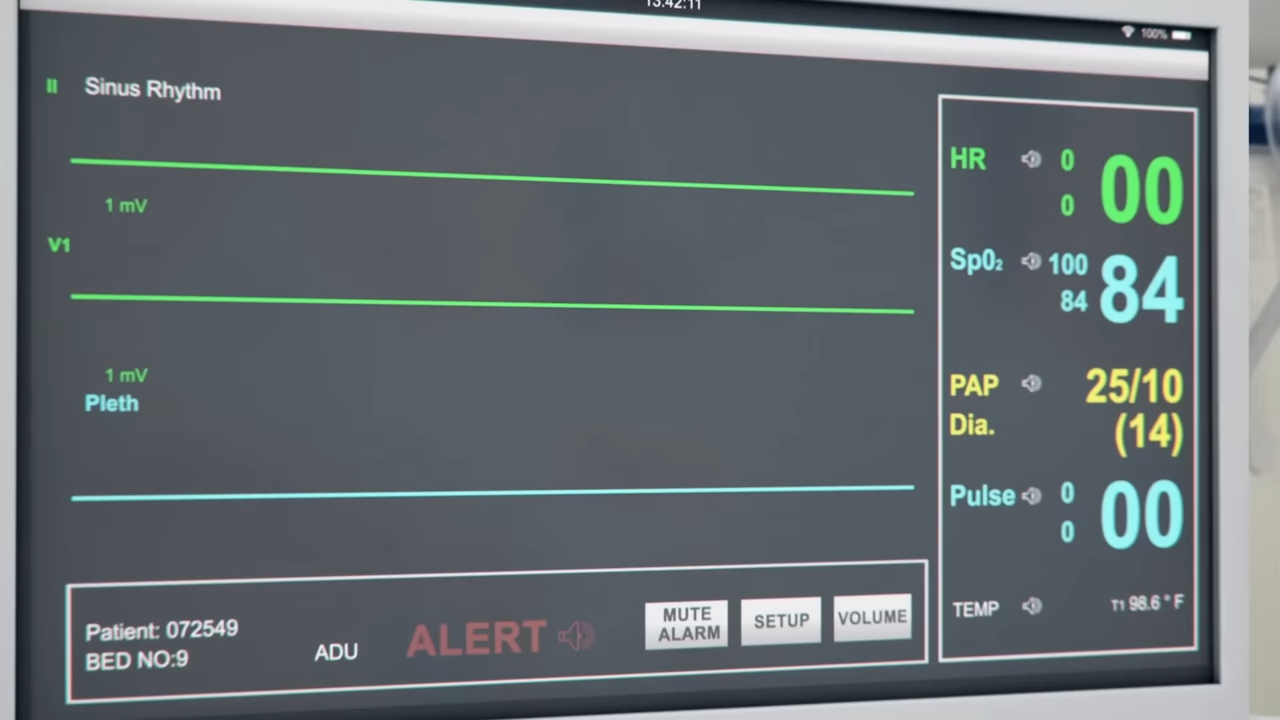 13:42:11
100%
II Sinus Rhythm
1 mV
V1
1 mV
Pleth
HR 0 00
0
Sp0₂ 100 84
84
PAP 25/10
Dia. (14)
Pulse 0 00
0
TEMP T1 98.6 ° F
Patient: 072549
BED NO:9
ADU
ALERT
MUTE
ALARM
SETUP
VOLUME